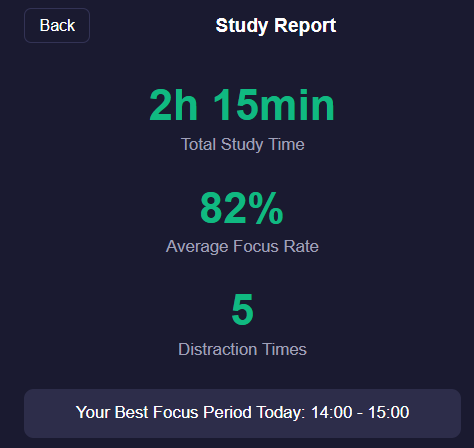 Back
Study Report
2h 15min
Total Study Time
82%
Average Focus Rate
5
Distraction Times
Your Best Focus Period Today: 14:00 - 15:00